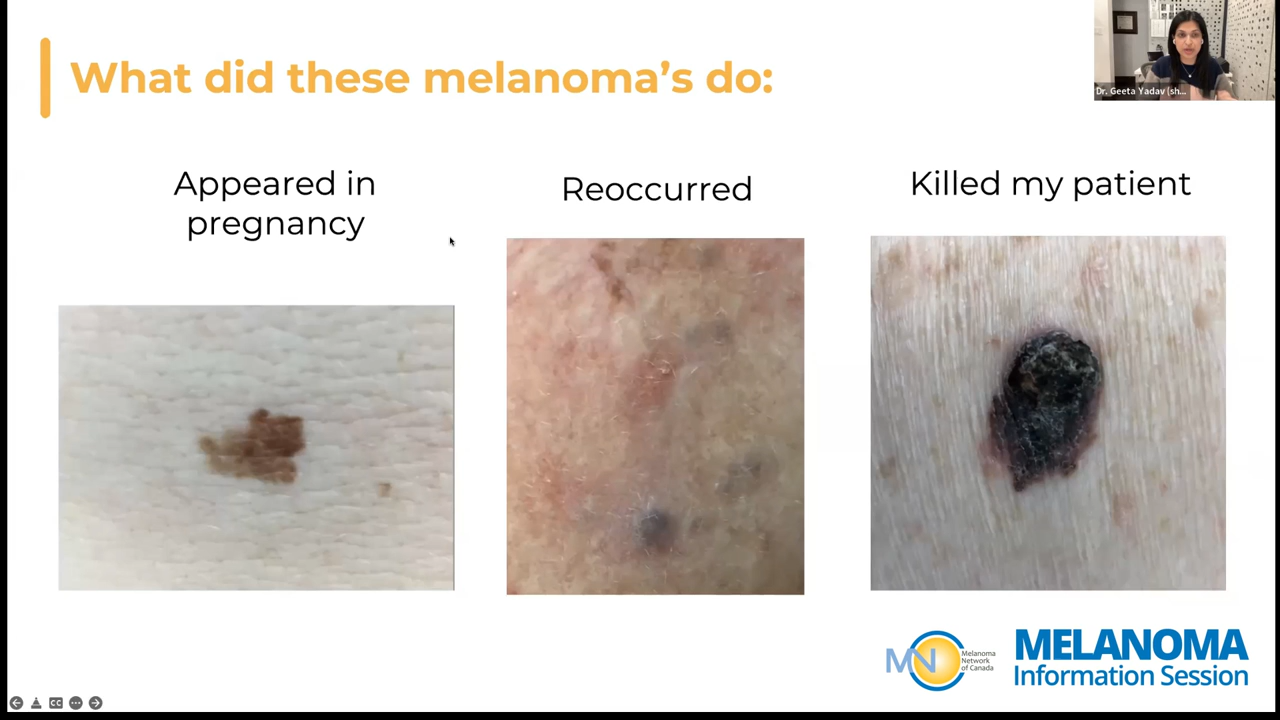 What did these melanoma's do:
Dr. Geeta Yadav (sh...
Appeared in
pregnancy
Reoccurred
Killed my patient
MN
Melanoma
Network
of Canada
MELANOMA
Information Session
CC